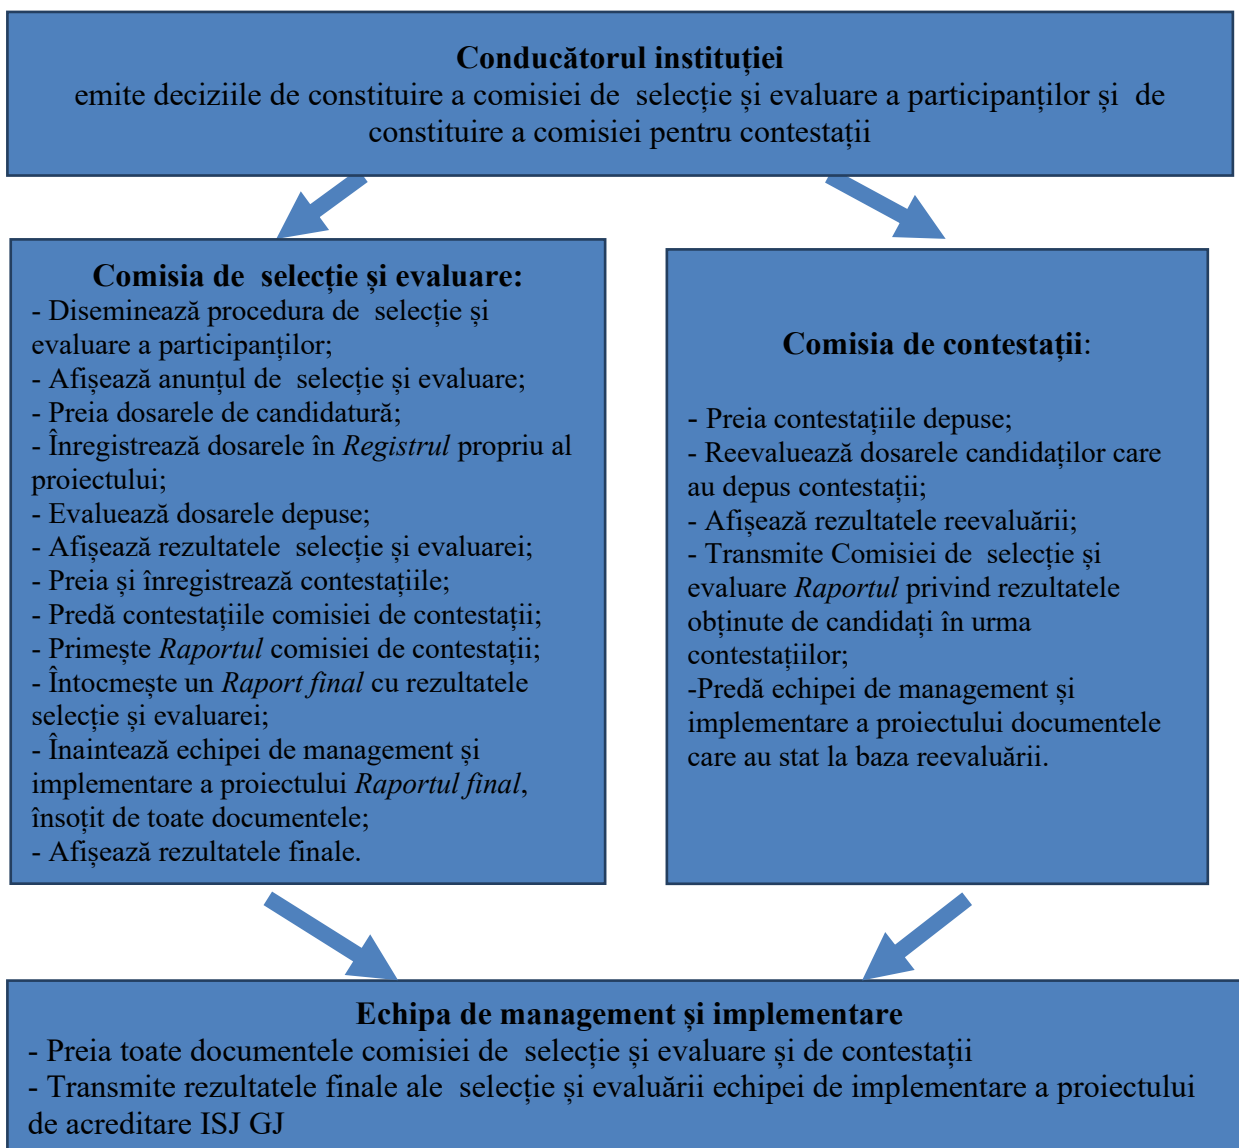 Conducătorul instituției
emite deciziile de constituire a comisiei de selecție și evaluare a participanților și de
constituire a comisiei pentru contestații
Comisia de selecție și evaluare:
- Diseminează procedura de selecție și
evaluare a participanților;
- Afișează anunțul de selecție și evaluare;
- Preia dosarele de candidatură;
- Înregistrează dosarele în Registrul propriu al
proiectului;
- Evaluează dosarele depuse;
- Afișează rezultatele selecție și evaluarei;
- Preia și înregistrează contestațiile;
- Predă contestațiile comisiei de contestații;
- Primește Raportul comisiei de contestații;
- Întocmește un Raport final cu rezultatele
selecție și evaluarei;
- Înaintează echipei de management și
implementare a proiectului Raportul final,
însoțit de toate documentele;
- Afișează rezultatele finale.
Comisia de contestații:
- Preia contestațiile depuse;
- Reevaluează dosarele candidaților care
au depus contestații;
- Afișează rezultatele reevaluării;
- Transmite Comisiei de selecție și
evaluare Raportul privind rezultatele
obținute de candidați în urma
contestațiilor;
-Predă echipei de management și
implementare a proiectului documentele
care au stat la baza reevaluării.
Echipa de management și implementare
- Preia toate documentele comisiei de selecție și evaluare și de contestații
- Transmite rezultatele finale ale selecție și evaluării echipei de implementare a proiectului
de acreditare ISJ GJ